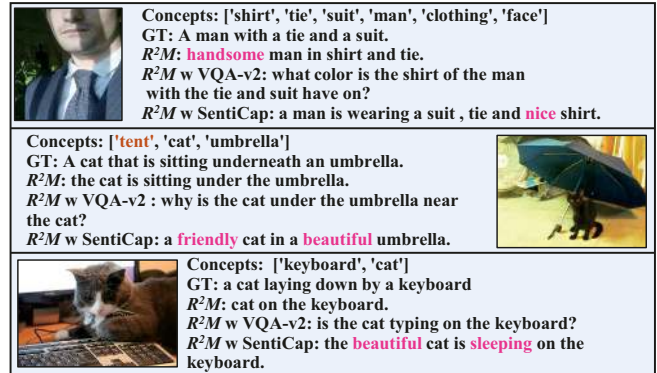 Concepts: ['shirt', 'tie', 'suit', 'man', 'clothing', 'face']
GT: A man with a tie and a suit.
R²M: handsome man in shirt and tie.
R²M w VQA-v2: what color is the shirt of the man
with the tie and suit have on?
R²M w SentiCap: a man is wearing a suit , tie and nice shirt.
Concepts: ['tent', 'cat', 'umbrella']
GT: A cat that is sitting underneath an umbrella.
R²M: the cat is sitting under the umbrella.
R²M w VQA-v2 : why is the cat under the umbrella near
the cat?
R²M w SentiCap: a friendly cat in a beautiful umbrella.
Concepts: ['keyboard', 'cat']
GT: a cat laying down by a keyboard
R²M: cat on the keyboard.
R²M w VQA-v2: is the cat typing on the keyboard?
R²M w SentiCap: the beautiful cat is sleeping on the
keyboard.